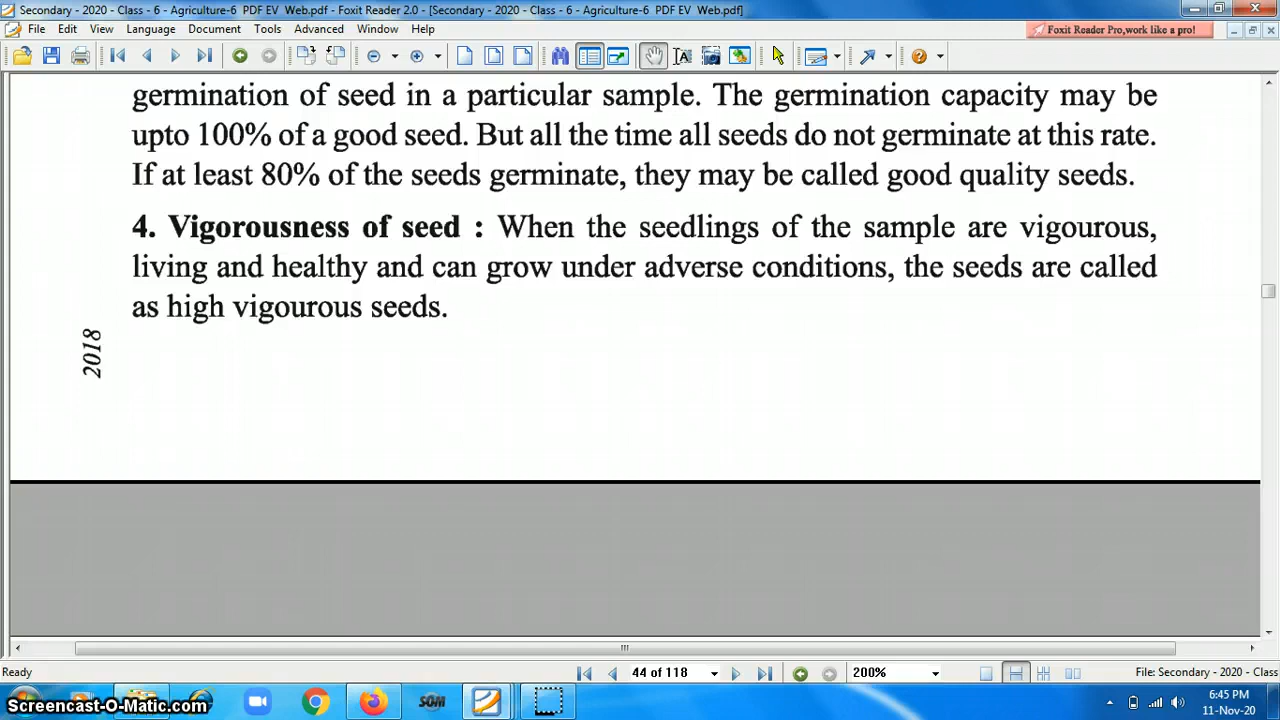 Secondary - 2020 - Class - 6 - Agriculture-6 PDF EV Web.pdf - Foxit Reader 2.0 - [Secondary - 2020 - Class - 6 - Agriculture-6 PDF EV Web.pdf]
File Edit View Language Document Tools Advanced Window Help
Foxit Reader Pro,work like a pro!
germination of seed in a particular sample. The germination capacity may be
upto 100% of a good seed. But all the time all seeds do not germinate at this rate.
If at least 80% of the seeds germinate, they may be called good quality seeds.
4. Vigorousness of seed : When the seedlings of the sample are vigourous,
living and healthy and can grow under adverse conditions, the seeds are called
as high vigourous seeds.
2018
Ready
44 of 118
200%
File: Secondary - 2020 - Class
Screencast-O-Matic.com
SOM
6:45 PM
11-Nov-20